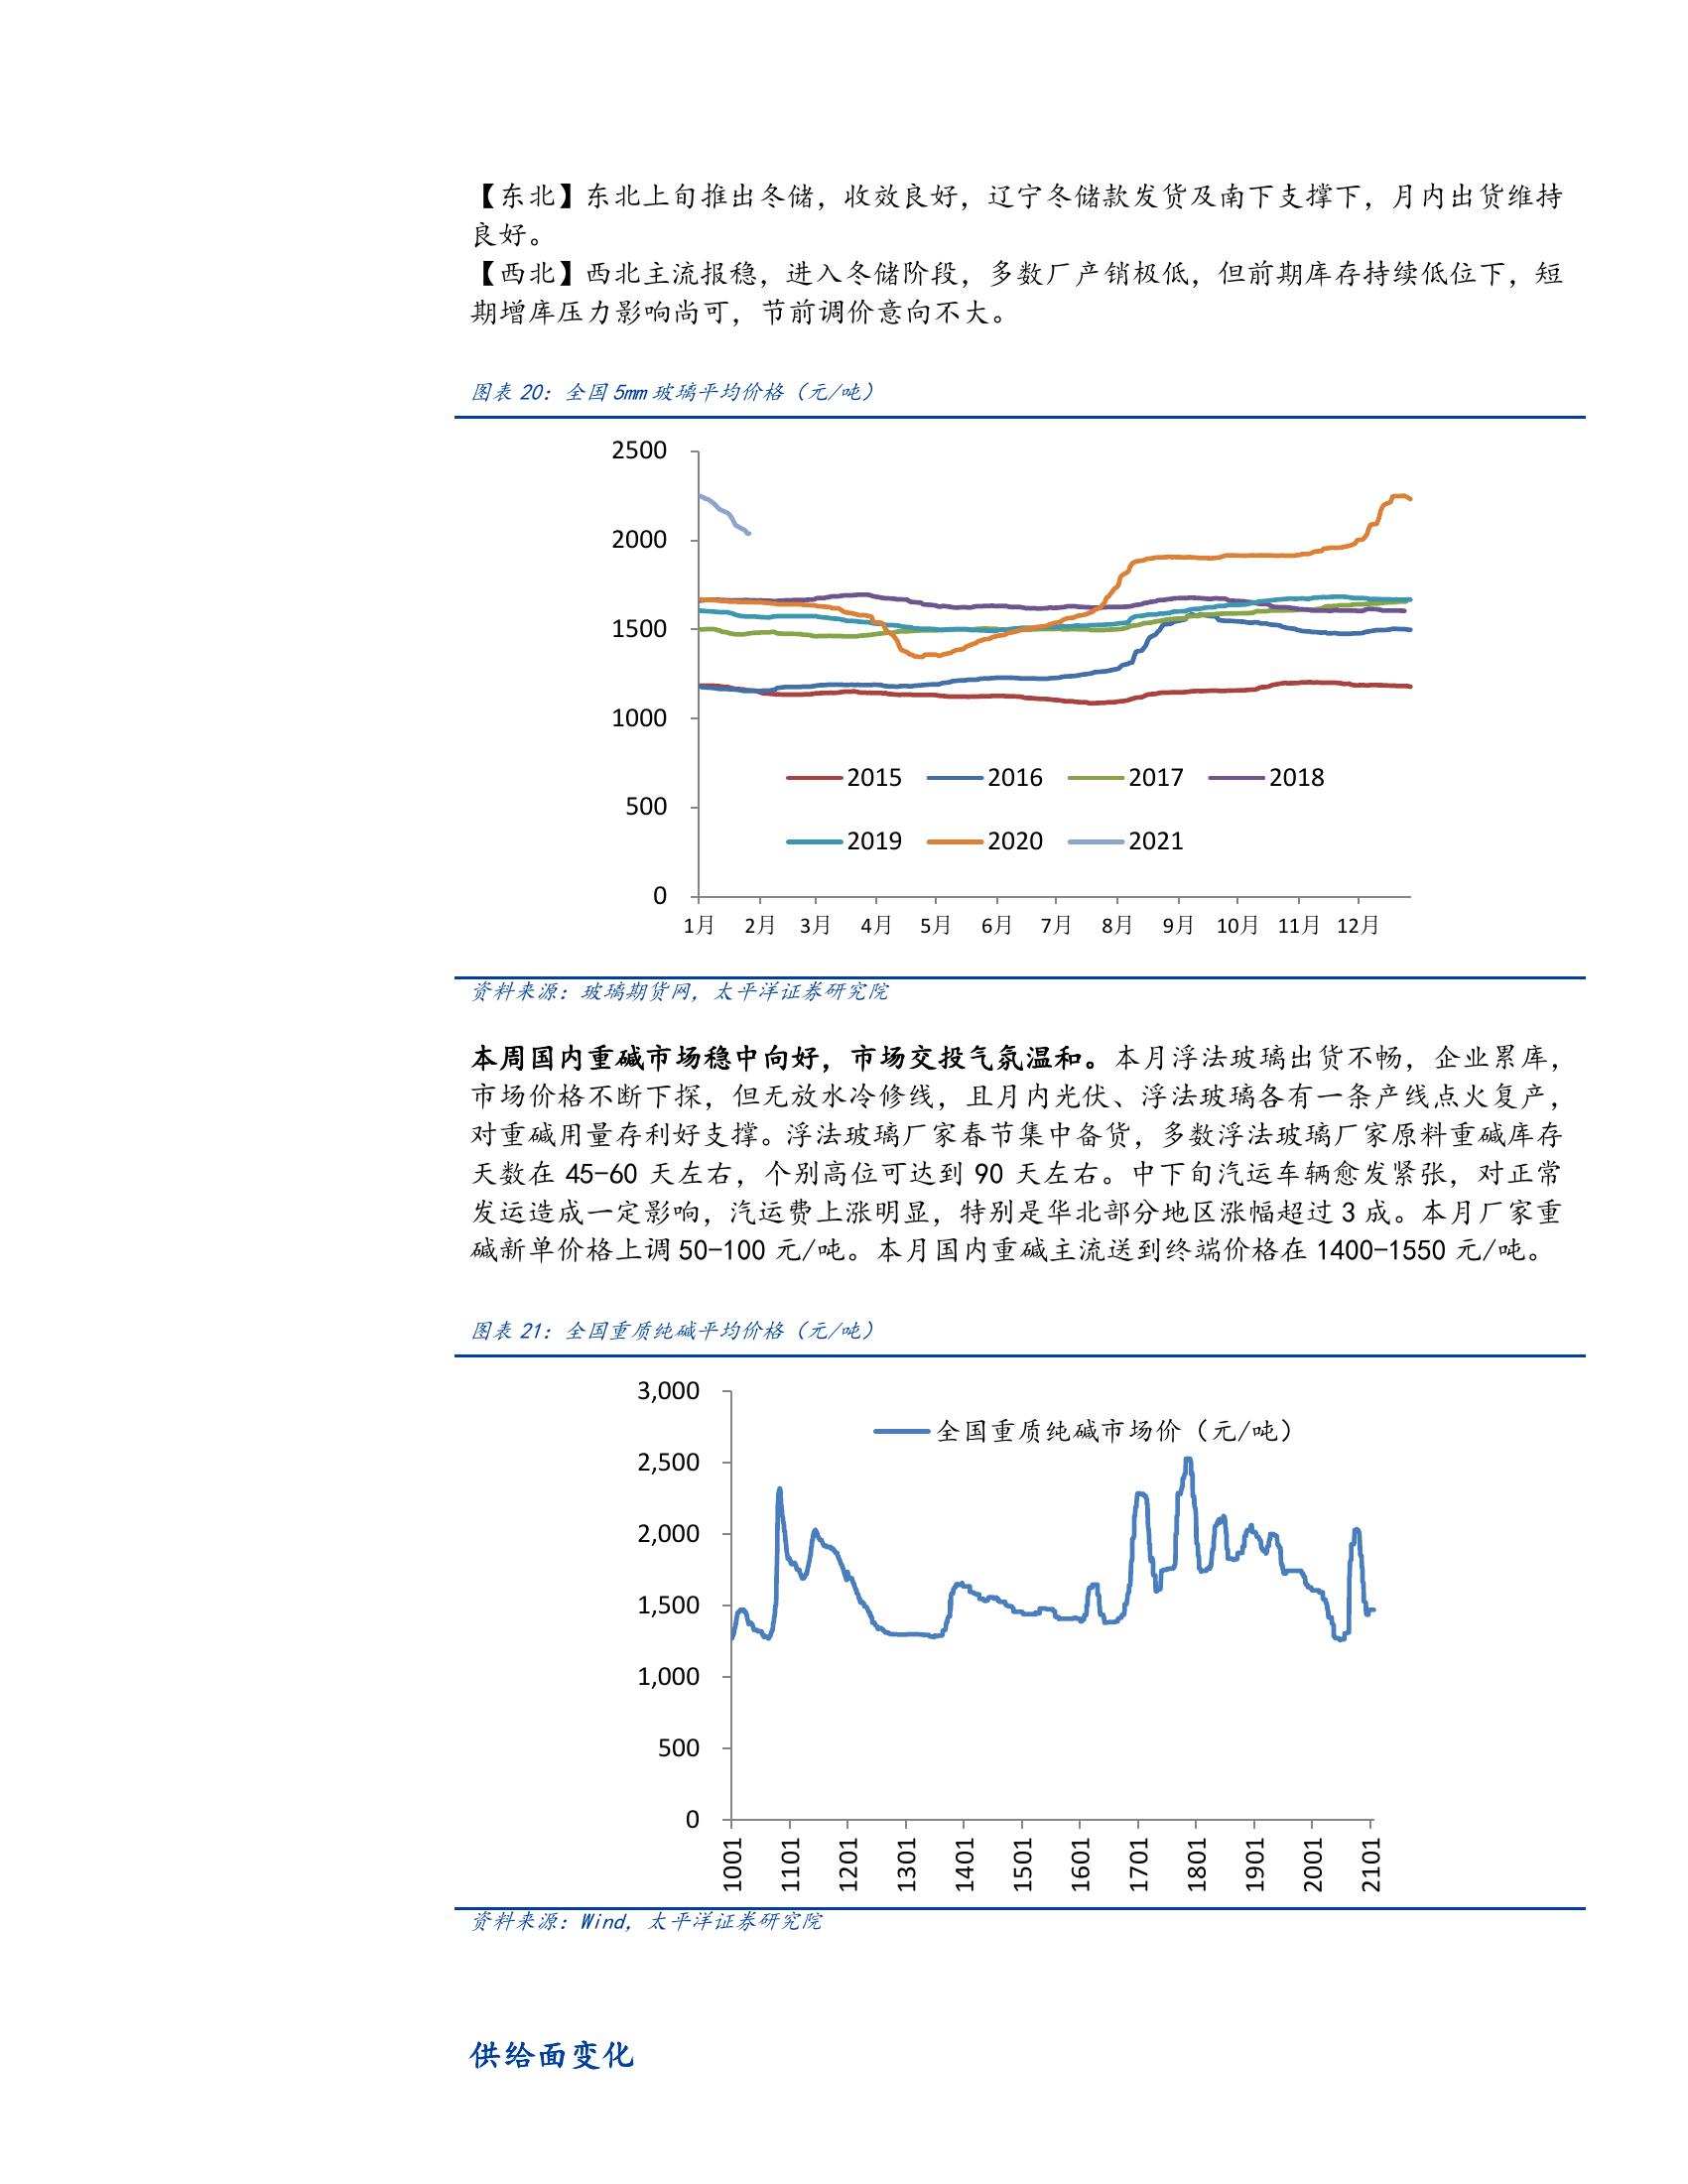 【东北】东北上旬推出冬储，收效良好，辽宁冬储款发货及南下支撑下，月内出货维持
良好。
【西北】西北主流报稳，进入冬储阶段，多数厂产销极低，但前期库存持续低位下，短
期增库压力影响尚可，节前调价意向不大。
图表 20：全国 5mm 玻璃平均价格（元/吨）
2500
2000
1500
1000
500
0
2015 2016 2017 2018
2019 2020 2021
1月 2月 3月 4月 5月 6月 7月 8月 9月 10月 11月 12月
资料来源：玻璃期货网，太平洋证券研究院
本周国内重碱市场稳中向好，市场交投气氛温和。本月浮法玻璃出货不畅，企业累库，
市场价格不断下探，但无放水冷修线，且月内光伏、浮法玻璃各有一条产线点火复产，
对重碱用量存利好支撑。浮法玻璃厂家春节集中备货，多数浮法玻璃厂家原料重碱库存
天数在 45-60 天左右，个别高位可达到 90 天左右。中下旬汽运车辆愈发紧张，对正常
发运造成一定影响，汽运费上涨明显，特别是华北部分地区涨幅超过 3 成。本月厂家重
碱新单价格上调 50-100 元/吨。本月国内重碱主流送到终端价格在 1400-1550 元/吨。
图表 21：全国重质纯碱平均价格（元/吨）
全国重质纯碱市场价（元/吨）
3,000
2,500
2,000
1,500
1,000
500
0
1001 1101 1201 1301 1401 1501 1601 1701 1801 1901 2001 2101
资料来源：Wind，太平洋证券研究院
供给面变化